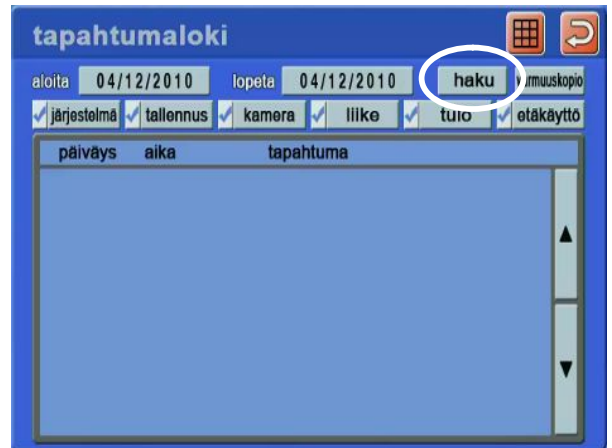 tapahtumaloki
aloita 04/12/2010 lopeta 04/12/2010 haku varmuuskopio
järjestelmä tallennus kamera liike tulo etäkäyttö
päiväys aika tapahtuma